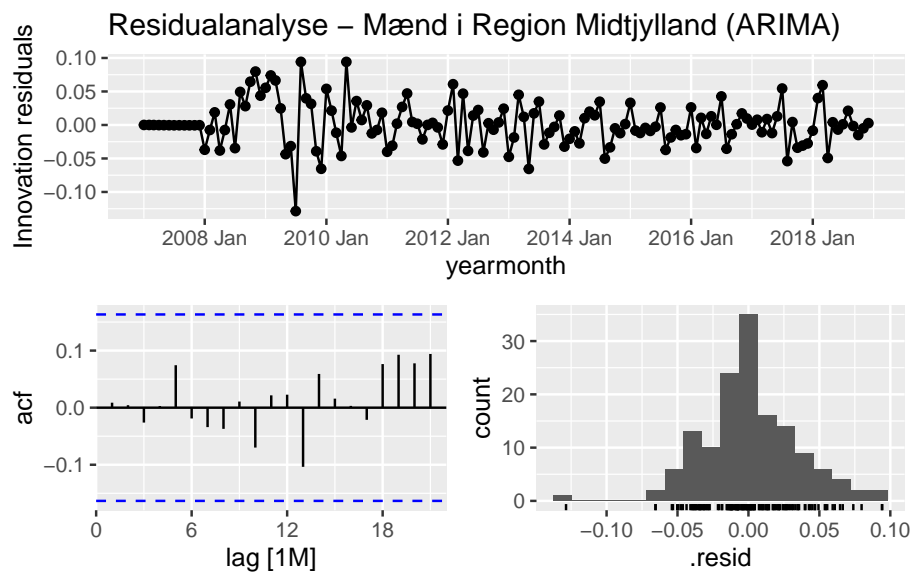 Residualanalyse – Mænd i Region Midtjylland (ARIMA)
Innovation residuals
0.10
0.05
0.00
−0.05
−0.10
2008 Jan 2010 Jan 2012 Jan 2014 Jan 2016 Jan 2018 Jan
yearmonth
acf
0.1
0.0
−0.1
0 6 12 18
lag [1M]
count
30
20
10
0
−0.10 −0.05 0.00 0.05 0.10
.resid